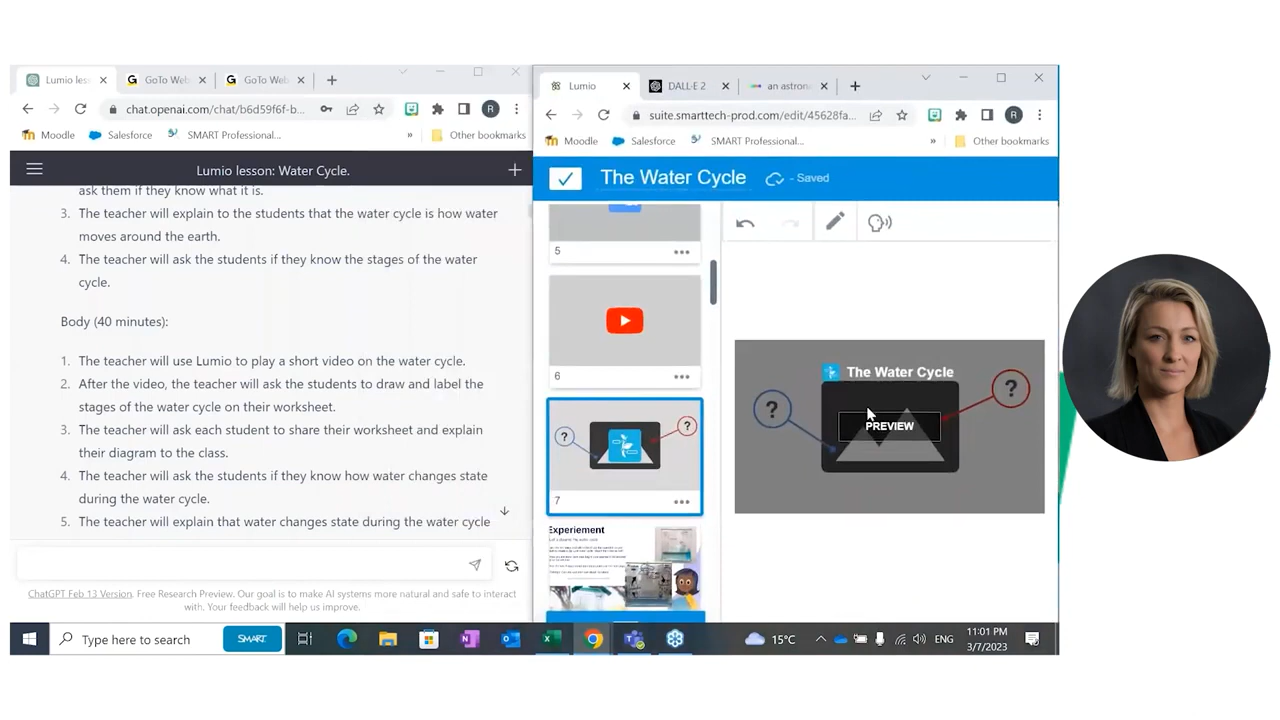 Lumio les
GoTo Web
GoTo Web
chat.openai.com/chat/b6d59f6f-b...
R
Moodle
Salesforce
SMART Professional...
»
Other bookmarks
Lumio lesson: Water Cycle.
ask them if they know what it is.
3. The teacher will explain to the students that the water cycle is how water
moves around the earth.
4. The teacher will ask the students if they know the stages of the water
cycle.
Body (40 minutes):
1. The teacher will use Lumio to play a short video on the water cycle.
2. After the video, the teacher will ask the students to draw and label the
stages of the water cycle on their worksheet.
3. The teacher will ask each student to share their worksheet and explain
their diagram to the class.
4. The teacher will ask the students if they know how water changes state
during the water cycle.
5. The teacher will explain that water changes state during the water cycle
ChatGPT Feb 13 Version. Free Research Preview. Our goal is to make AI systems more natural and safe to interact
with. Your feedback will help us improve.
Lumio
DALL·E 2
an astron
suite.smarttech-prod.com/edit/45628fa...
R
Moodle
Salesforce
SMART Professional...
»
Other bookmarks
The Water Cycle
- Saved
5
6
?
?
7
Experiement
The Water Cycle
?
?
PREVIEW
Type here to search
SMART
15°C
ENG
11:01 PM
3/7/2023